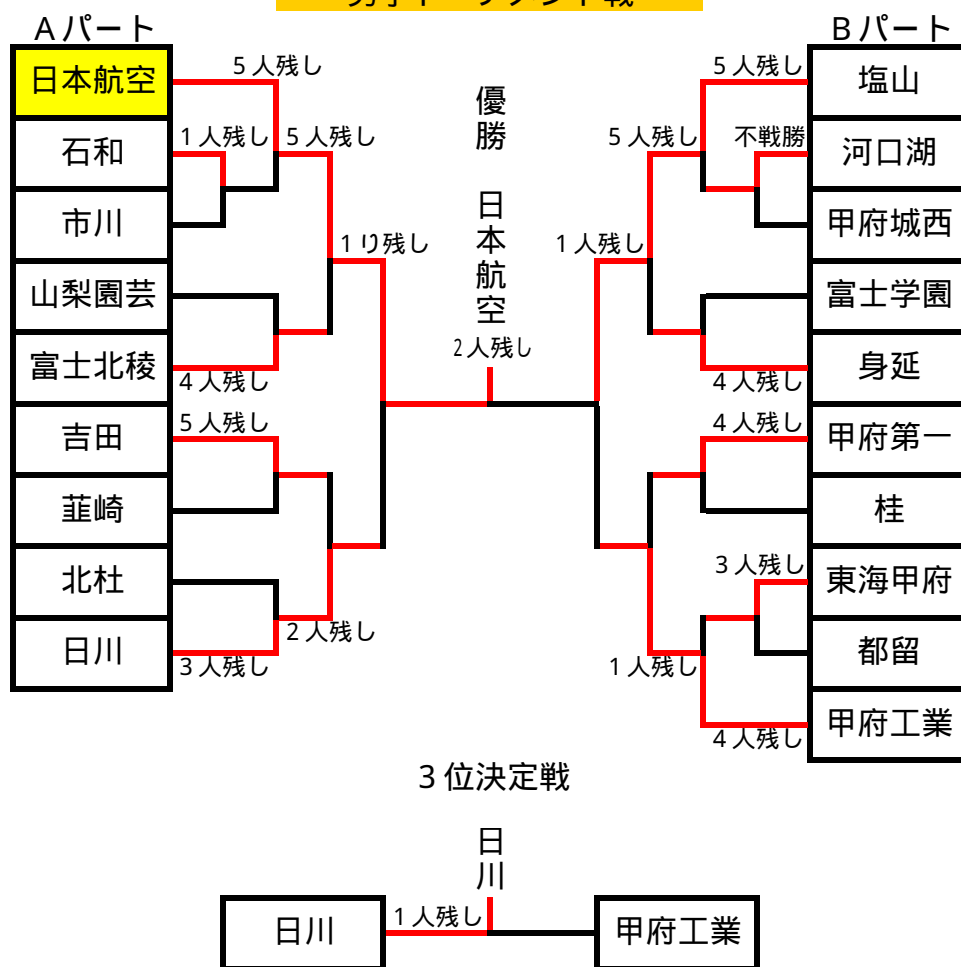 Aパート
Bパート
日本航空
石和
市川
山梨園芸
富士北稜
吉田
韮崎
北杜
日川
5人残し
1人残し
5人残し
1り残し
4人残し
5人残し
2人残し
3人残し
優勝 日本航空
2人残し
5人残し
5人残し
不戦勝
1人残し
4人残し
4人残し
3人残し
1人残し
4人残し
塩山
河口湖
甲府城西
富士学園
身延
甲府第一
桂
東海甲府
都留
甲府工業
3位決定戦
日川
日川
1人残し
甲府工業